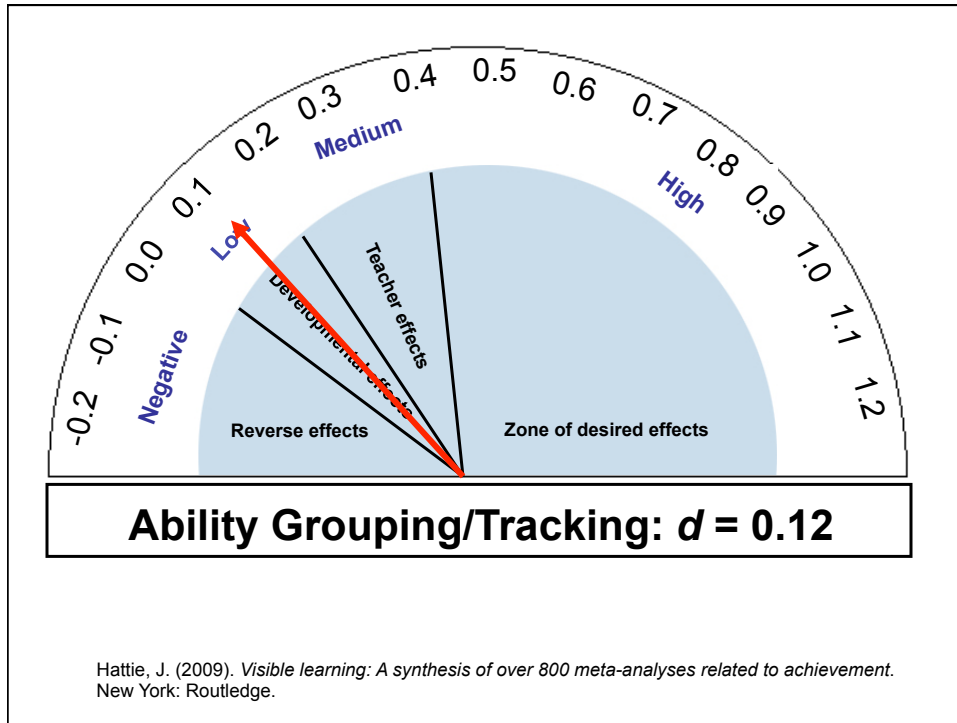 -0.2
-0.1
0.0
0.1
0.2
0.3
0.4
0.5
0.6
0.7
0.8
0.9
1.0
1.1
1.2
Negative
Low
Medium
High
Reverse effects
Developmental effects
Teacher effects
Zone of desired effects
Ability Grouping/Tracking: d = 0.12
Hattie, J. (2009). Visible learning: A synthesis of over 800 meta-analyses related to achievement.
New York: Routledge.